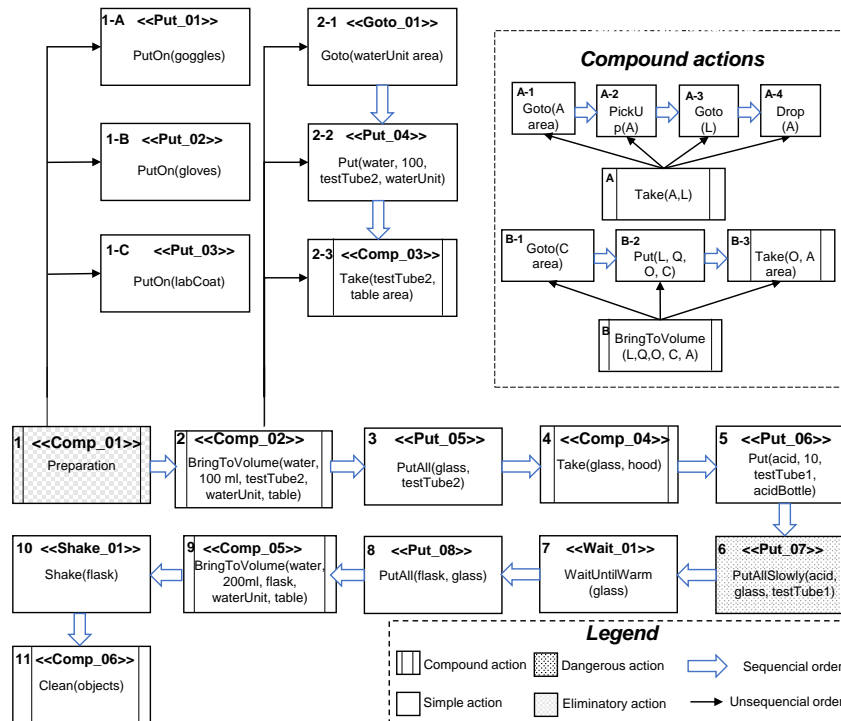 1-A <<Put_01>>
PutOn(goggles)
1-B <<Put_02>>
PutOn(gloves)
1-C <<Put_03>>
PutOn(labCoat)
2-1 <<Goto_01>>
Goto(waterUnit area)
2-2 <<Put_04>>
Put(water, 100,
testTube2, waterUnit)
2-3 <<Comp_03>>
Take(testTube2,
table area)
Compound actions
A-1
Goto(A
area)
A-2
PickU
p(A)
A-3
Goto
(L)
A-4
Drop
(A)
A
Take(A,L)
B-1
Goto(C
area)
B-2
Put(L, Q,
O, C)
B-3
Take(O, A
area)
B
BringToVolume
(L,Q,O, C, A)
1 <<Comp_01>>
Preparation
2 <<Comp_02>>
BringToVolume(water,
100 ml, testTube2,
waterUnit, table)
3 <<Put_05>>
PutAll(glass,
testTube2)
4 <<Comp_04>>
Take(glass, hood)
5 <<Put_06>>
Put(acid, 10,
testTube1,
acidBottle)
10 <<Shake_01>>
Shake(flask)
9 <<Comp_05>>
BringToVolume(water,
200ml, flask,
waterUnit, table)
8 <<Put_08>>
PutAll(flask, glass)
7 <<Wait_01>>
WaitUntilWarm
(glass)
6 <<Put_07>>
PutAllSlowly(acid,
glass, testTube1)
11 <<Comp_06>>
Clean(objects)
Legend
Compound action
Dangerous action
Sequencial order
Simple action
Eliminatory action
Unsequencial order